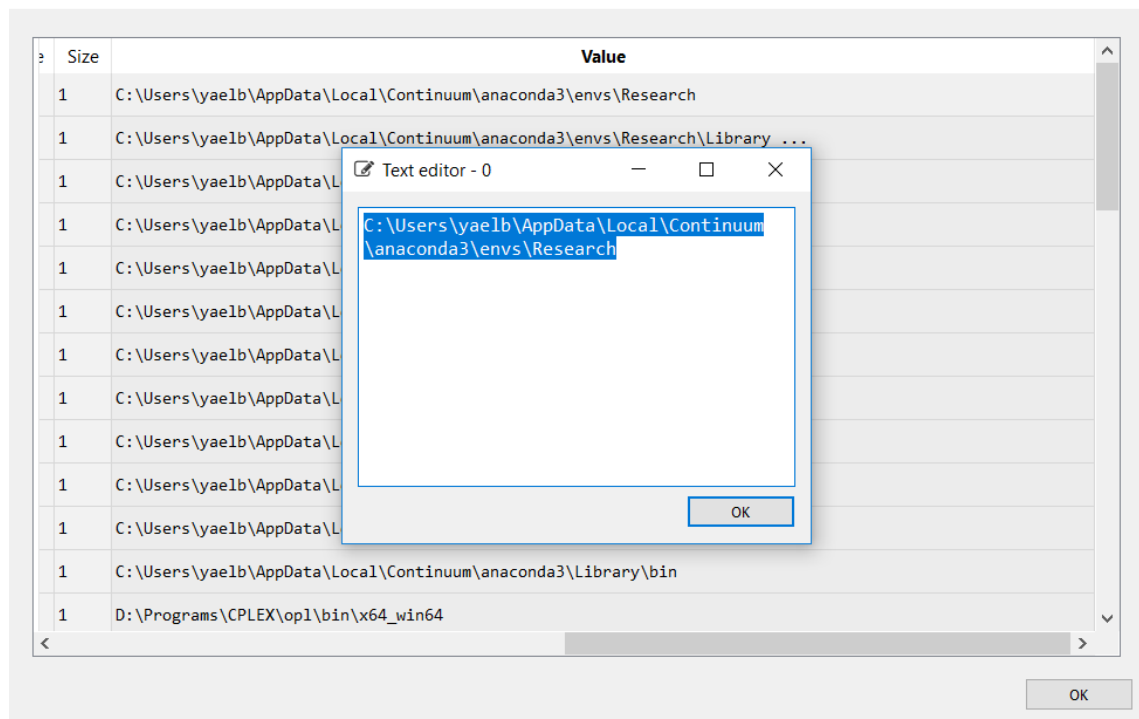 Size Value
1 C:\Users\yaelb\AppData\Local\Continuum\anaconda3\envs\Research
1 C:\Users\yaelb\AppData\Local\Continuum\anaconda3\envs\Research\Library ...
Text editor - 0
1 C:\Users\yaelb\AppData\L
1 C:\Users\yaelb\AppData\L
C:\Users\yaelb\AppData\Local\Continuum
\anaconda3\envs\Research
1 C:\Users\yaelb\AppData\L
1 C:\Users\yaelb\AppData\L
1 C:\Users\yaelb\AppData\L
1 C:\Users\yaelb\AppData\L
1 C:\Users\yaelb\AppData\L
1 C:\Users\yaelb\AppData\L
OK
1 C:\Users\yaelb\AppData\L
1 C:\Users\yaelb\AppData\Local\Continuum\anaconda3\Library\bin
1 D:\Programs\CPLEX\opl\bin\x64_win64
OK